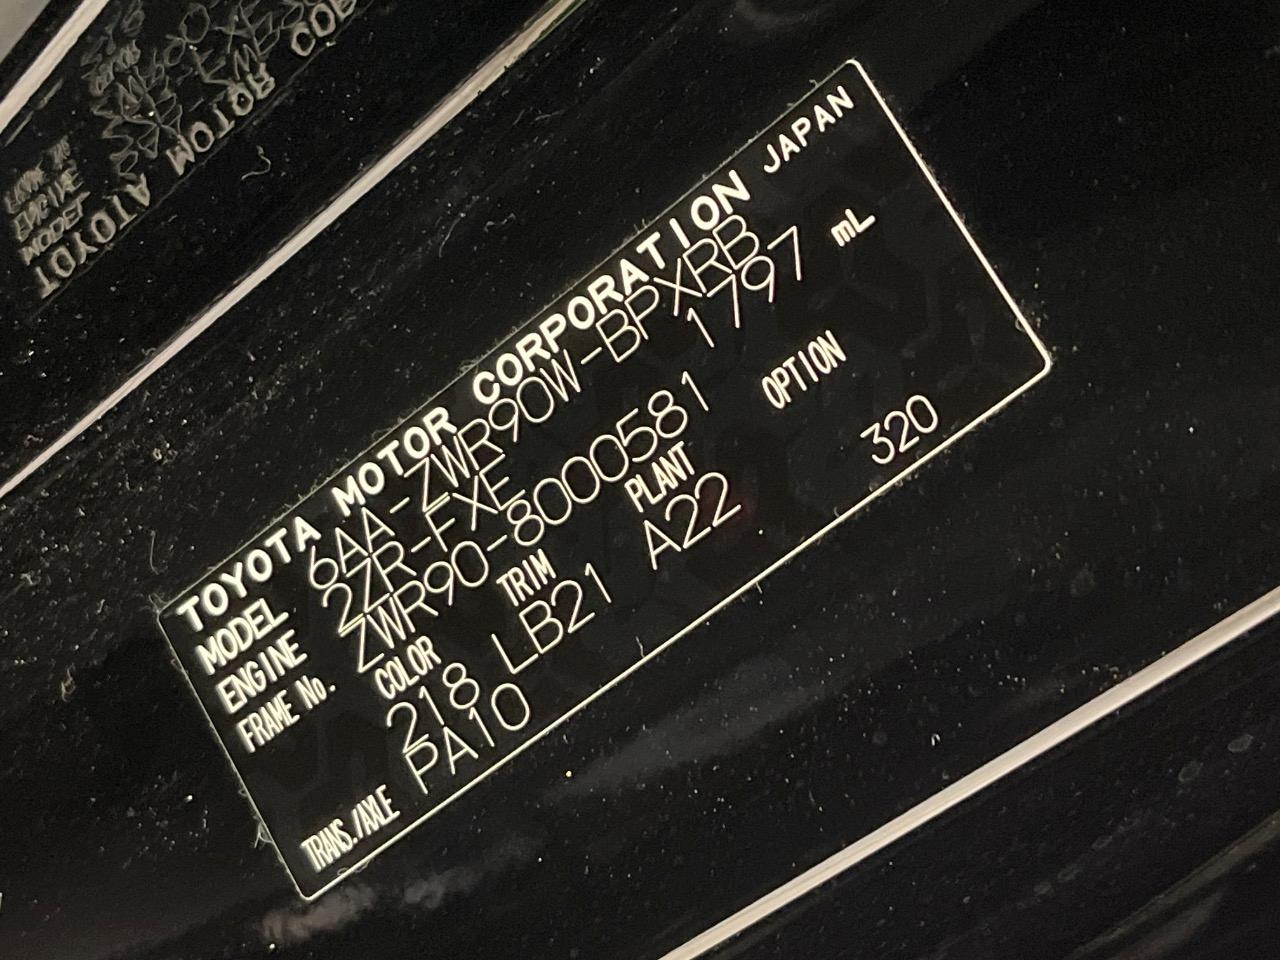 TOYOTA MOTOR CORPORATION JAPAN
MODEL 6AA-ZWR90W-BPXRB
ENGINE 2ZR-FXE 1797 mL
FRAME No. ZWR90-8000581
COLOR TRIM PLANT OPTION
218 LB21 A22 320
TRANS./AXLE PA10